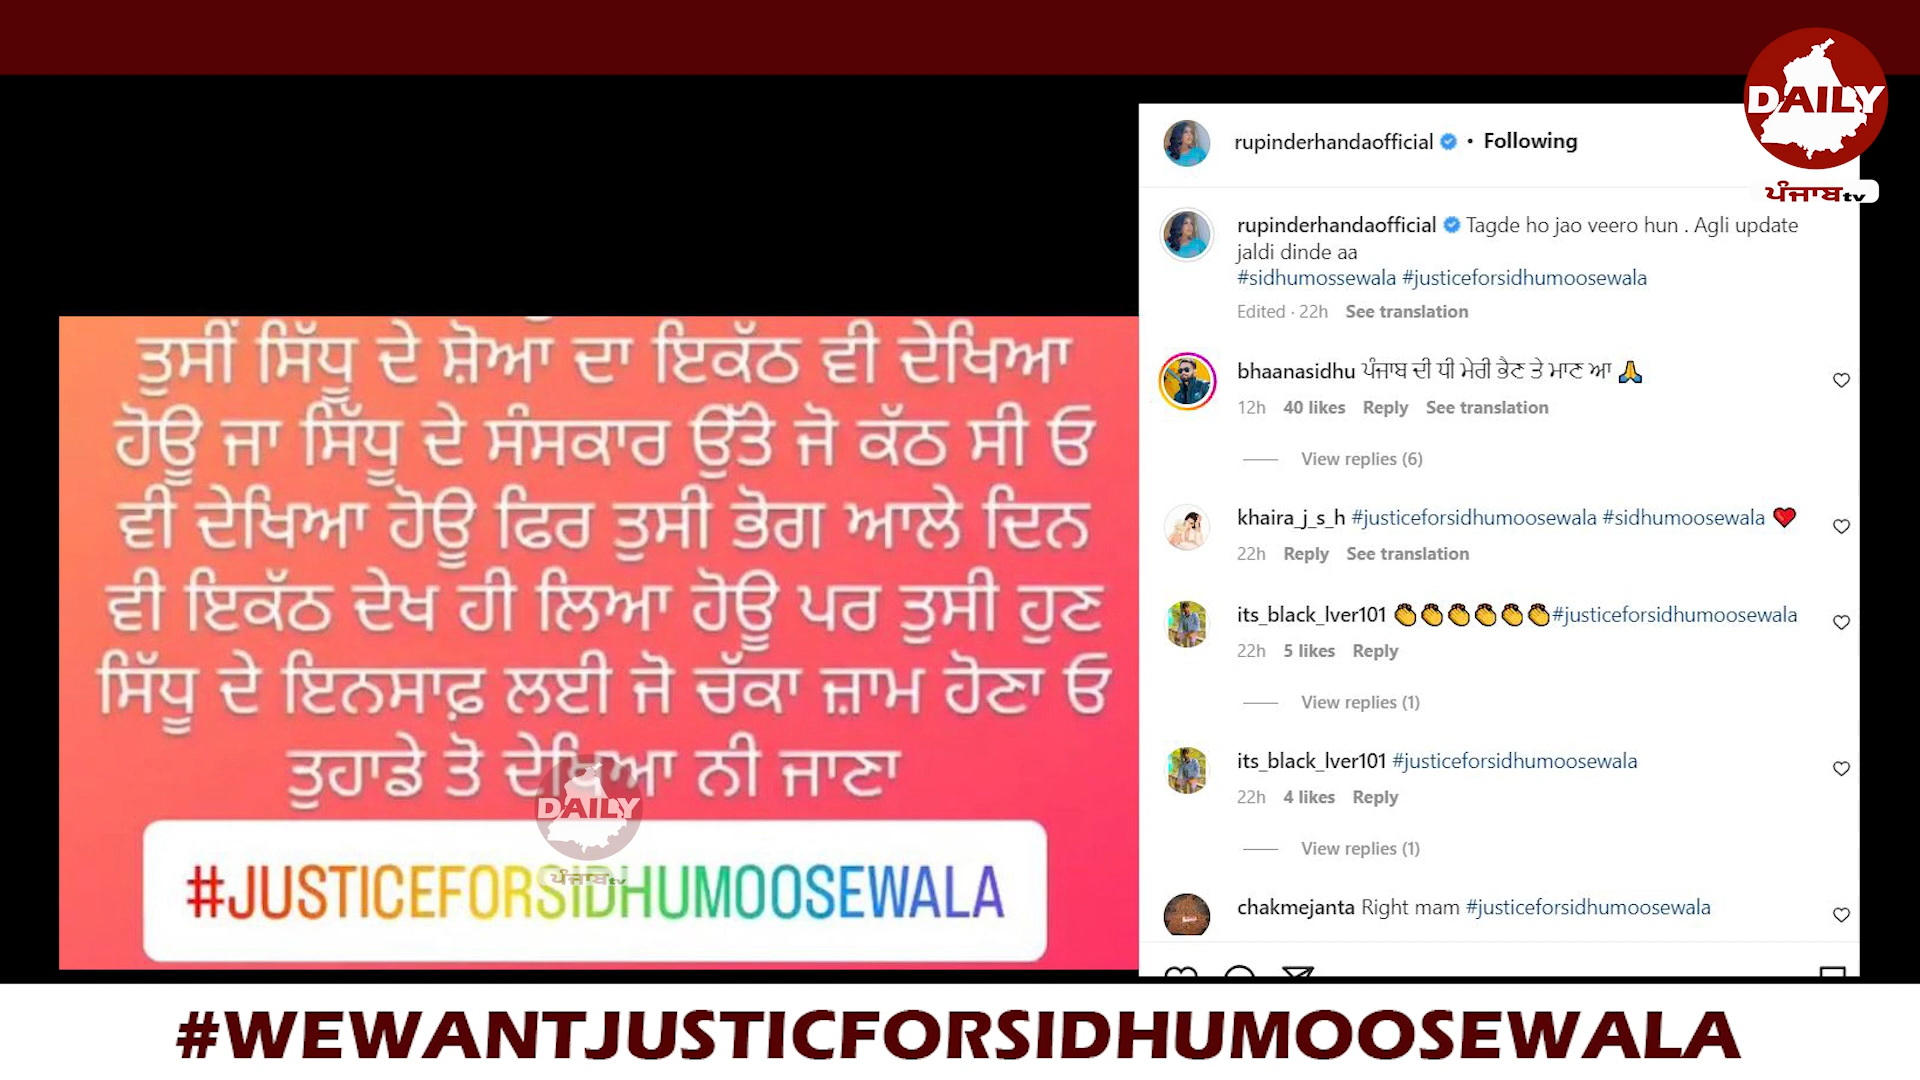 DAILY
ਪੰਜਾਬtv
ਤੁਸੀਂ ਸਿੱਧੂ ਦੇ ਸ਼ੋਆ ਦਾ ਇਕੱਠ ਵੀ ਦੇਖਿਆ
ਹੋਊ ਜਾ ਸਿੱਧੂ ਦੇ ਸੰਸਕਾਰ ਉੱਤੇ ਜੋ ਕੱਠ ਸੀ ਓ
ਵੀ ਦੇਖਿਆ ਹੋਊ ਫਿਰ ਤੁਸੀ ਭੋਗ ਆਲੇ ਦਿਨ
ਵੀ ਇਕੱਠ ਦੇਖ ਹੀ ਲਿਆ ਹੋਊ ਪਰ ਤੁਸੀ ਹੁਣ
ਸਿੱਧੂ ਦੇ ਇਨਸਾਫ਼ ਲਈ ਜੋ ਚੱਕਾ ਜ਼ਾਮ ਹੋਣਾ ਓ
ਤੁਹਾਡੇ ਤੋ ਦੇਖਿਆ ਨੀ ਜਾਣਾ
DAILY
ਪੰਜਾਬtv
#JUSTICEFORSIDHUMOOSEWALA
rupinderhandaofficial • Following
rupinderhandaofficial Tagde ho jao veero hun . Agli update
jaldi dinde aa
#sidhumossewala #justiceforsidhumoosewala
Edited · 22h See translation
bhaanasidhu ਪੰਜਾਬ ਦੀ ਧੀ ਮੇਰੀ ਭੈਣ ਤੇ ਮਾਣ ਆ 🙏
12h 40 likes Reply See translation
View replies (6)
khaira_j_s_h #justiceforsidhumoosewala #sidhumoosewala ❤️
22h Reply See translation
its_black_lver101 👏👏👏👏👏👏#justiceforsidhumoosewala
22h 5 likes Reply
View replies (1)
its_black_lver101 #justiceforsidhumoosewala
22h 4 likes Reply
View replies (1)
chakmejanta Right mam #justiceforsidhumoosewala
#WEWANTJUSTICFORSIDHUMOOSEWALA